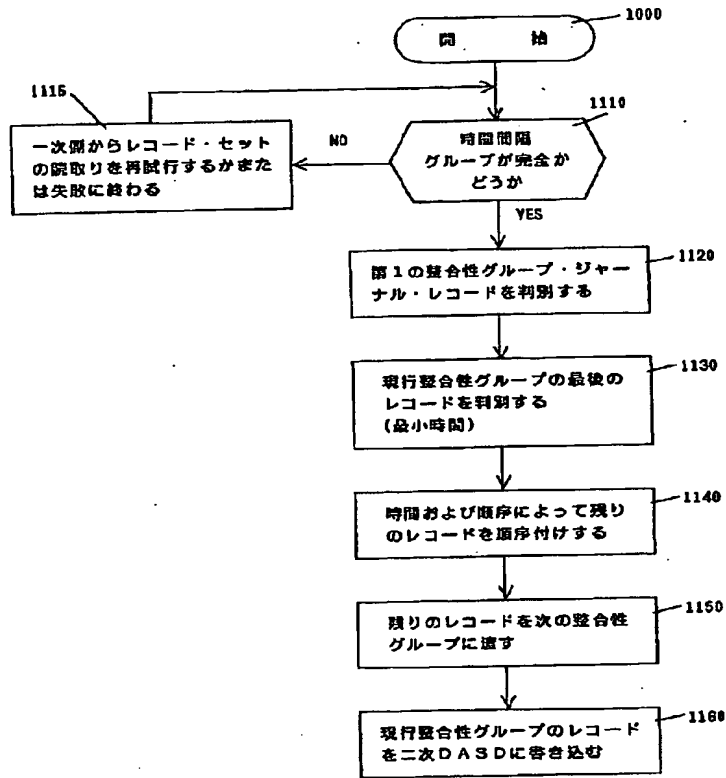 1000
開 始
1115
一次側からレコード・セット
の読取りを再試行するかまた
は失敗に終わる
NO
1110
時間間隔
グループが完全か
どうか
YES
1120
第1の整合性グループ・ジャー
ナル・レコードを判別する
1130
現行整合性グループの最後の
レコードを判別する
(最小時間)
1140
時間および順序によって残り
のレコードを順序付けする
1150
残りのレコードを次の整合性
グループに渡す
1160
現行整合性グループのレコード
を二次DASDに書き込む